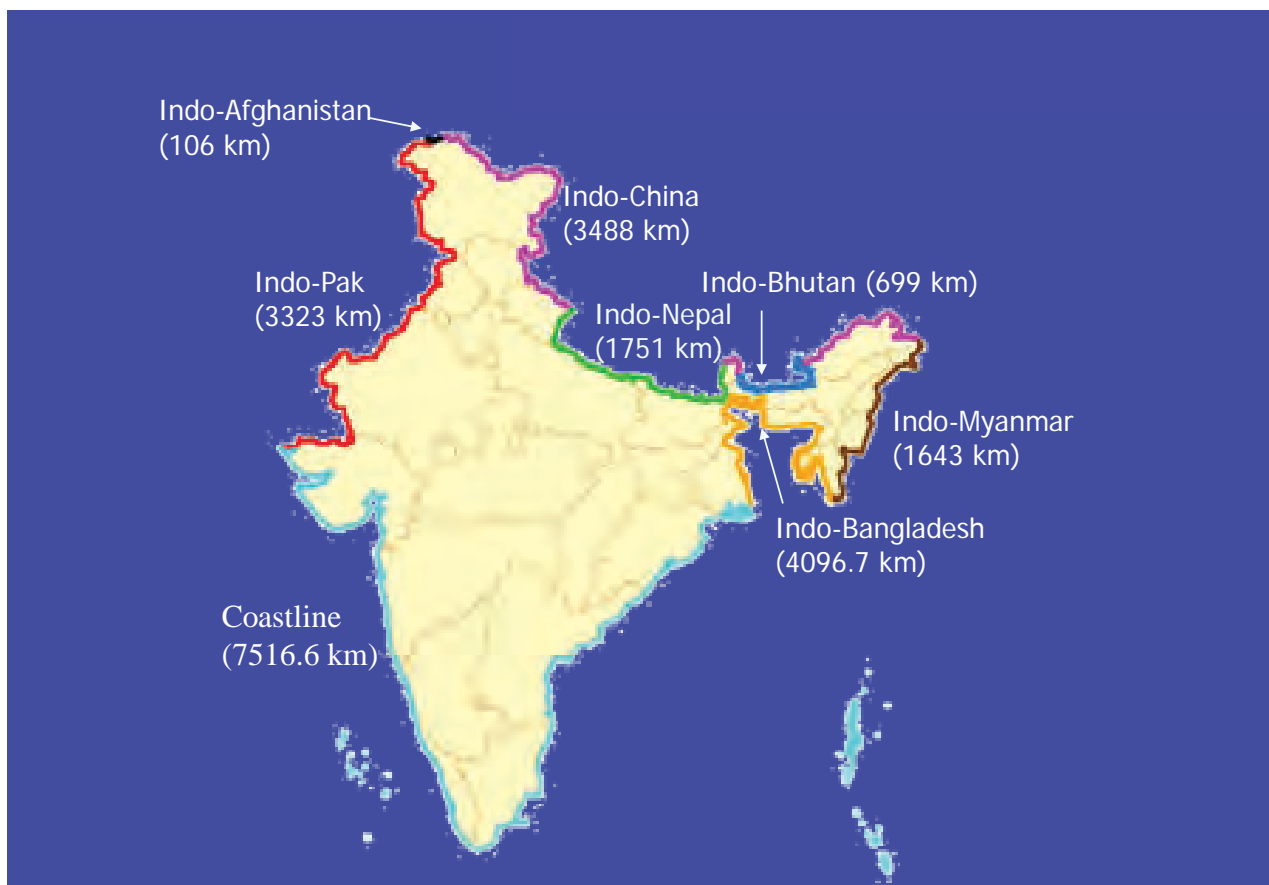 Indo-Afghanistan
(106 km)
Indo-China
(3488 km)
Indo-Pak
(3323 km)
Indo-Bhutan (699 km)
Indo-Nepal
(1751 km)
Indo-Myanmar
(1643 km)
Indo-Bangladesh
(4096.7 km)
Coastline
(7516.6 km)